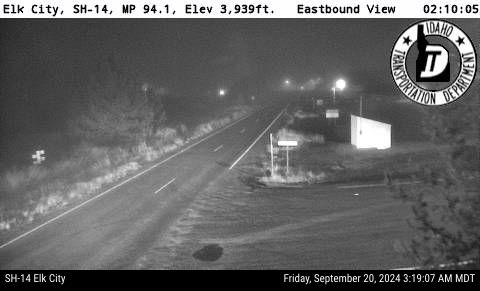 Elk City, SH-14, MP 94.1, Elev 3,939ft. Eastbound View 02:10:05
IDAHO
TRANSPORTATION DEPARTMENT
SH-14 Elk City Friday, September 20, 2024 3:19:07 AM MDT